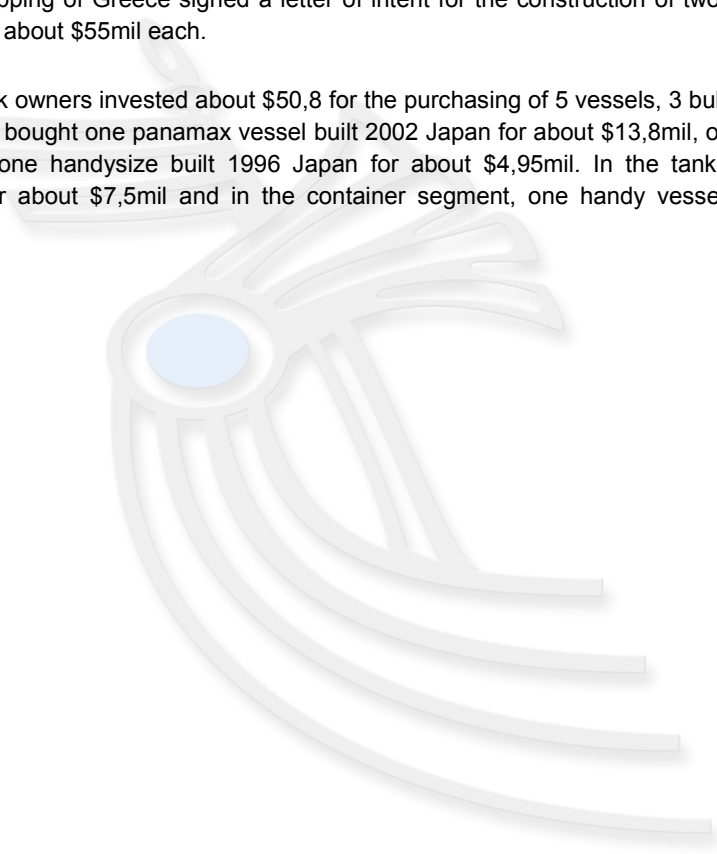 pping of Greece signed a letter of intent for the construction of two
about $55mil each.
k owners invested about $50,8 for the purchasing of 5 vessels, 3 bul
bought one panamax vessel built 2002 Japan for about $13,8mil, o
one handysize built 1996 Japan for about $4,95mil. In the tank
r about $7,5mil and in the container segment, one handy vesse